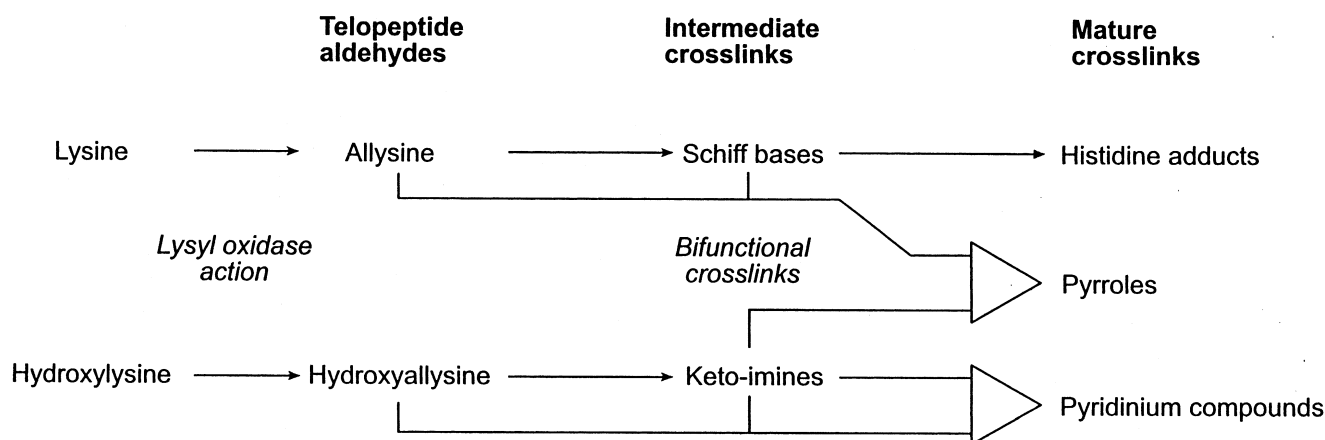 Telopeptide
aldehydes
Intermediate
crosslinks
Mature
crosslinks
Lysine
Allysine
Schiff bases
Histidine adducts
Lysyl oxidase
action
Bifunctional
crosslinks
Pyrroles
Hydroxylysine
Hydroxyallysine
Keto-imines
Pyridinium compounds